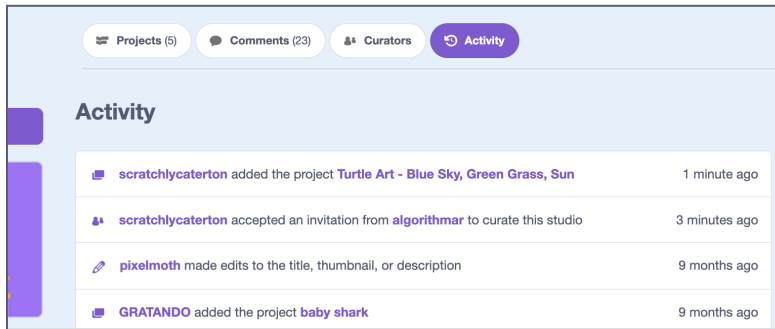 Projects (5) Comments (23) Curators Activity
Activity
scratchlycaterton added the project Turtle Art - Blue Sky, Green Grass, Sun 1 minute ago
scratchlycaterton accepted an invitation from algorithmar to curate this studio 3 minutes ago
pixelmoth made edits to the title, thumbnail, or description 9 months ago
GRATANDO added the project baby shark 9 months ago